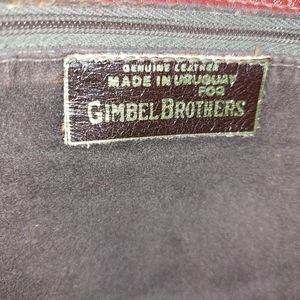 GENUINE LEATHER
MADE IN URUGUAY
FOR
GIMBEL BROTHERS